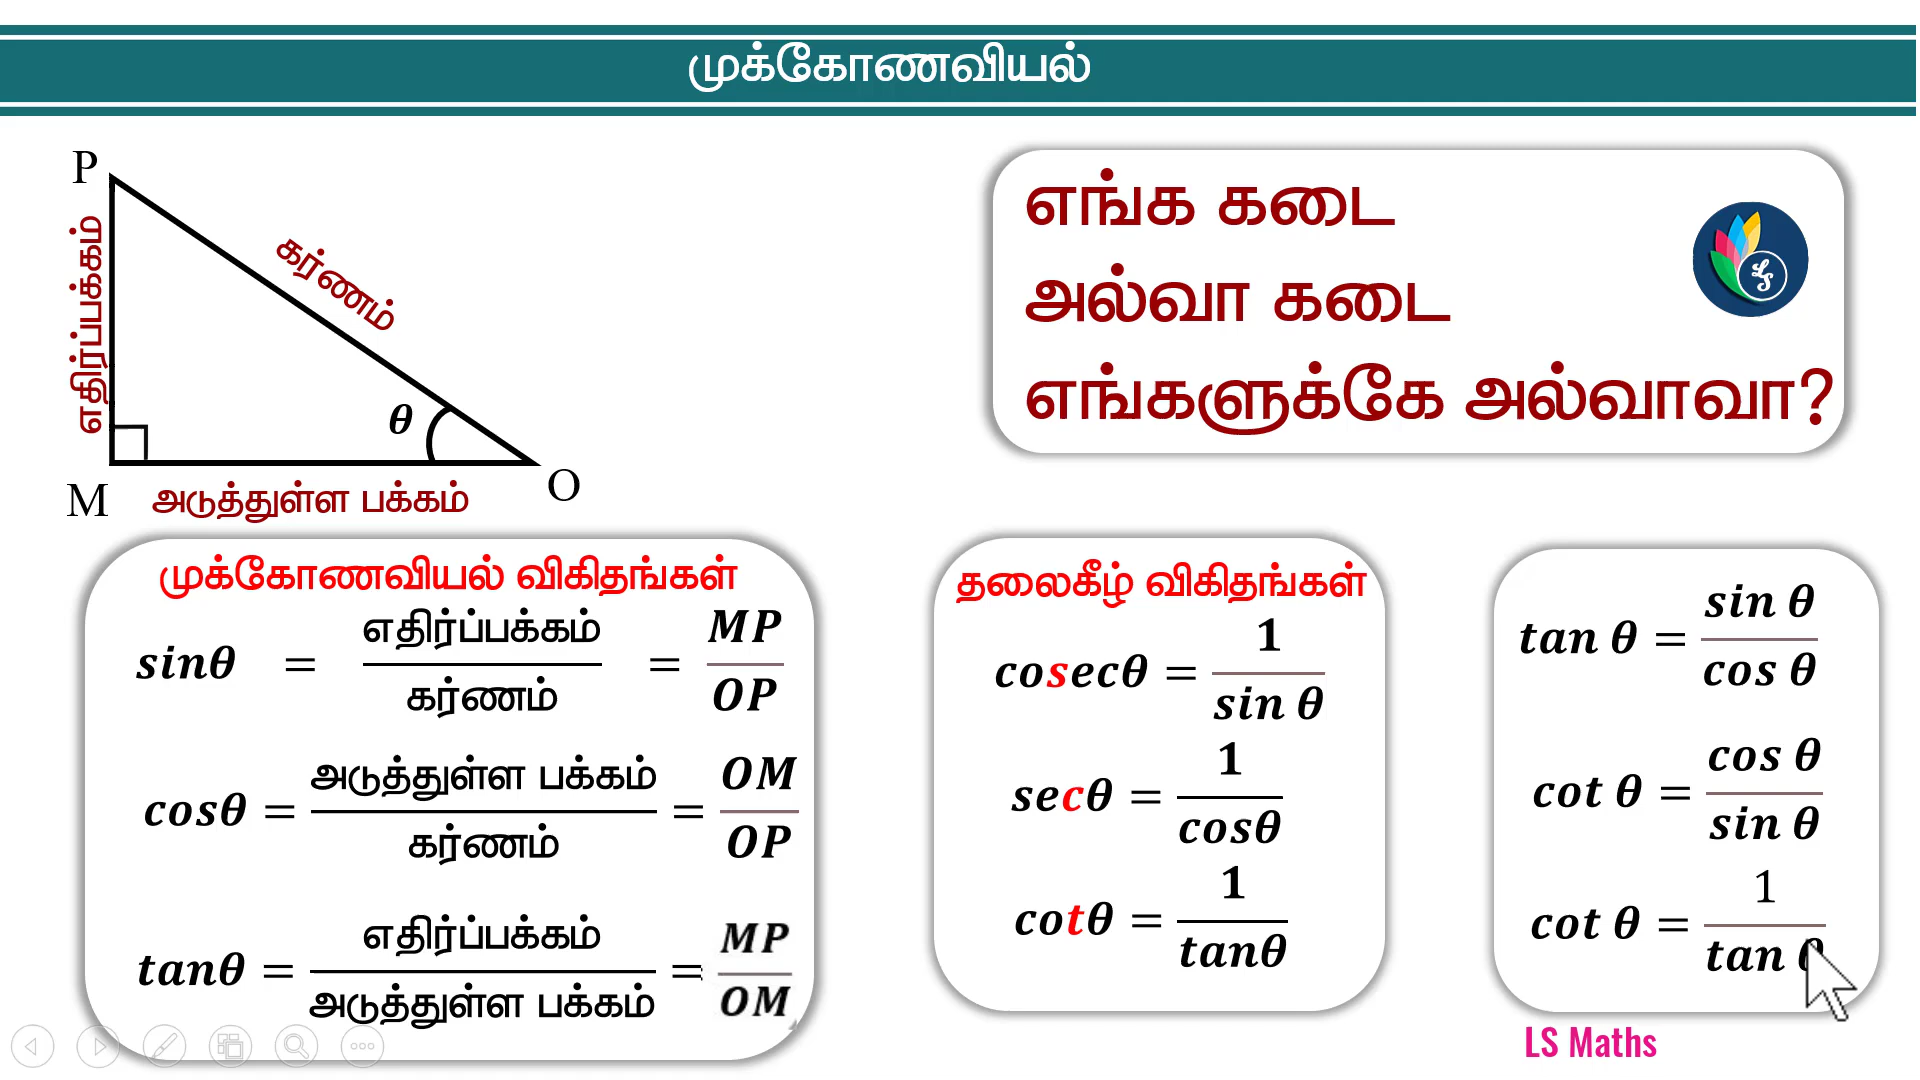 முக்கோணவியல்
P
எதிர்ப்பக்கம்
கர்ணம்
θ
M
அடுத்துள்ள பக்கம்
O
எங்க கடை
அல்வா கடை
எங்களுக்கே அல்வாவா?
LS
முக்கோணவியல் விகிதங்கள்
sinθ = எதிர்ப்பக்கம் / கர்ணம் = MP / OP
cosθ = அடுத்துள்ள பக்கம் / கர்ணம் = OM / OP
tanθ = எதிர்ப்பக்கம் / அடுத்துள்ள பக்கம் = MP / OM
தலைகீழ் விகிதங்கள்
cosecθ = 1 / sin θ
secθ = 1 / cosθ
cotθ = 1 / tanθ
tan θ = sin θ / cos θ
cot θ = cos θ / sin θ
cot θ = 1 / tan θ
LS Maths